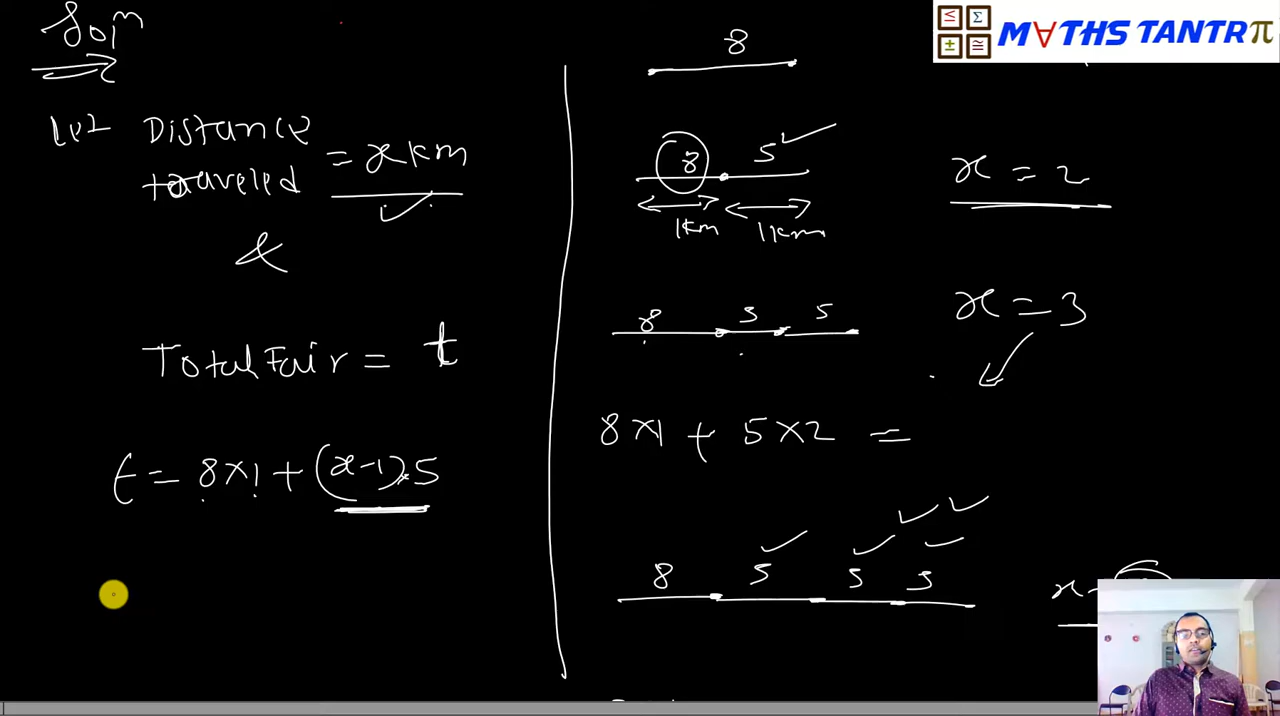 Solⁿ
Let Distance
traveled = x km
&
Total Fair = t
t = 8×1 + (x-1).5
8
8 5
1km 1km
x = 2
8 5 5
x = 3
8×1 + 5×2 =
8 5 5 5
≤ Σ
± ≅ M∀THS TANTRπ